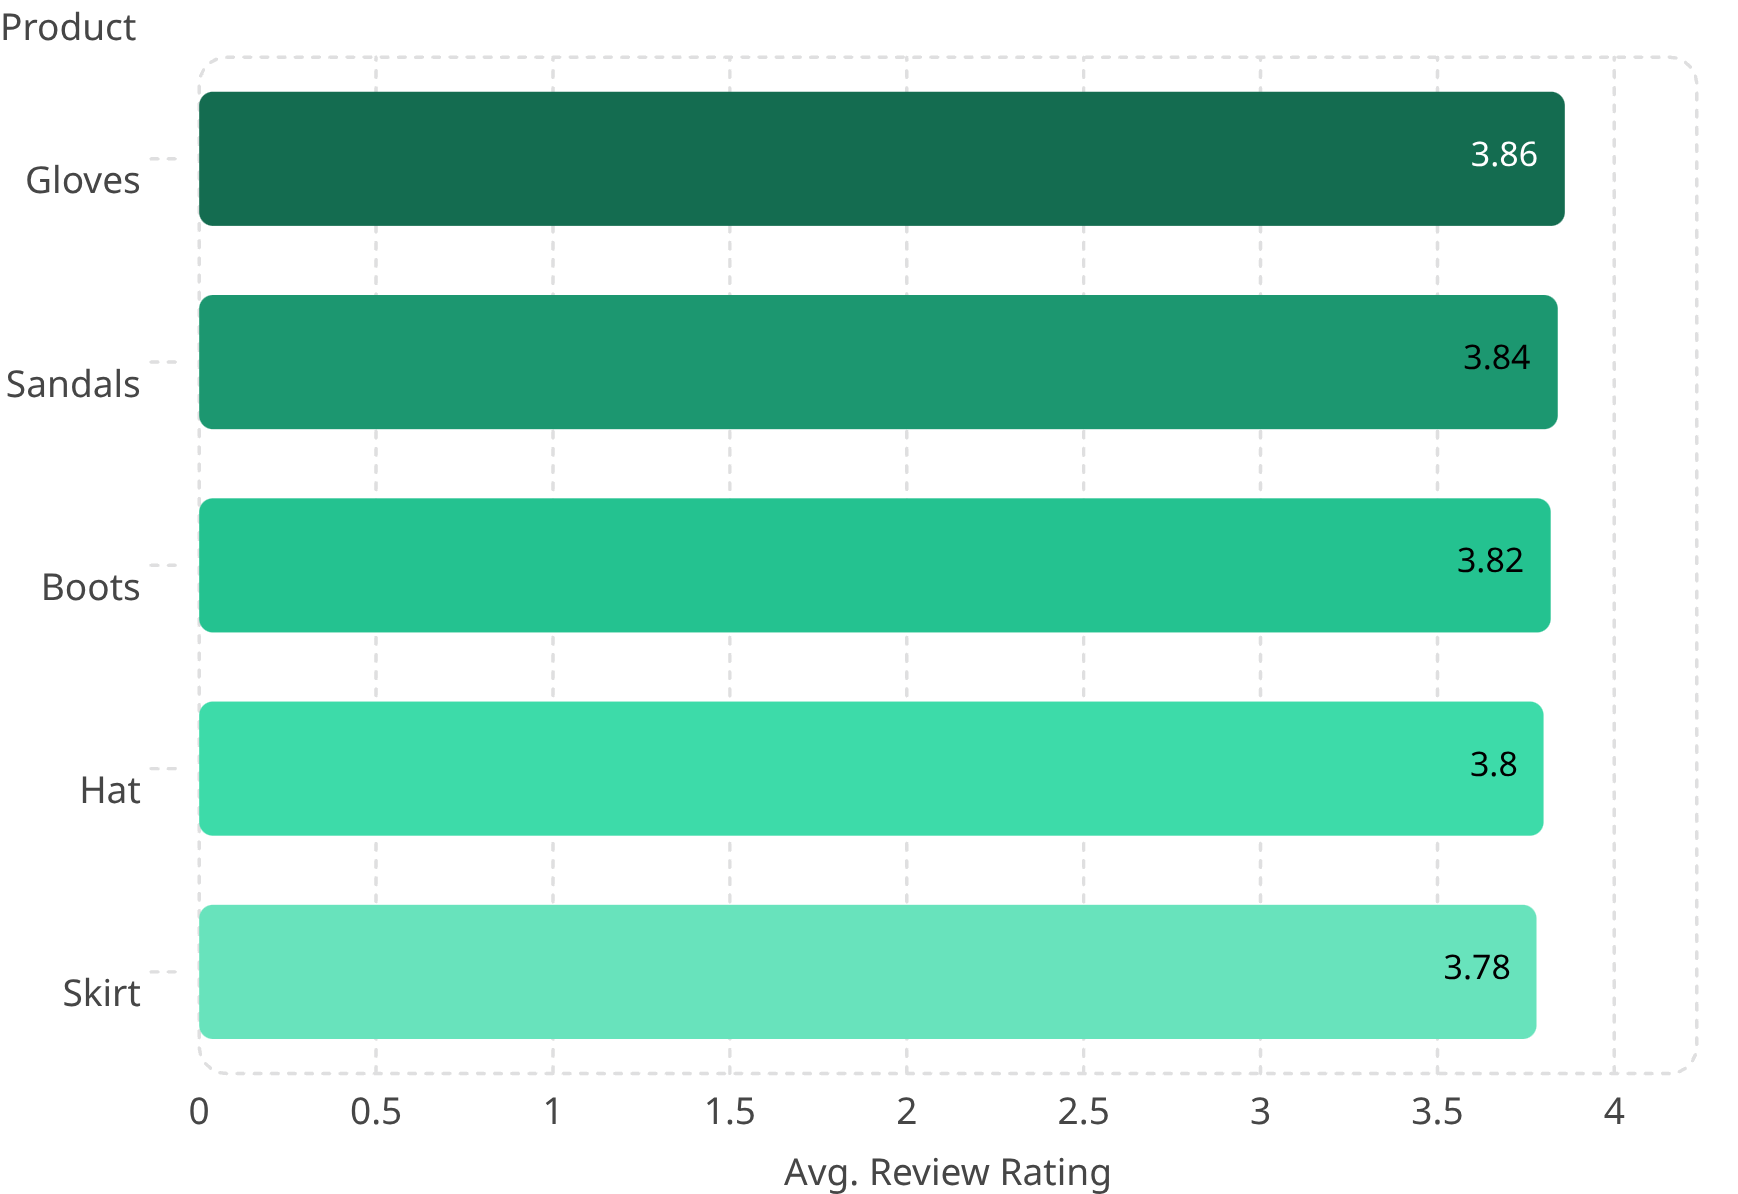 Product
Gloves
3.86
Sandals
3.84
Boots
3.82
Hat
3.8
Skirt
3.78
0 0.5 1 1.5 2 2.5 3 3.5 4
Avg. Review Rating